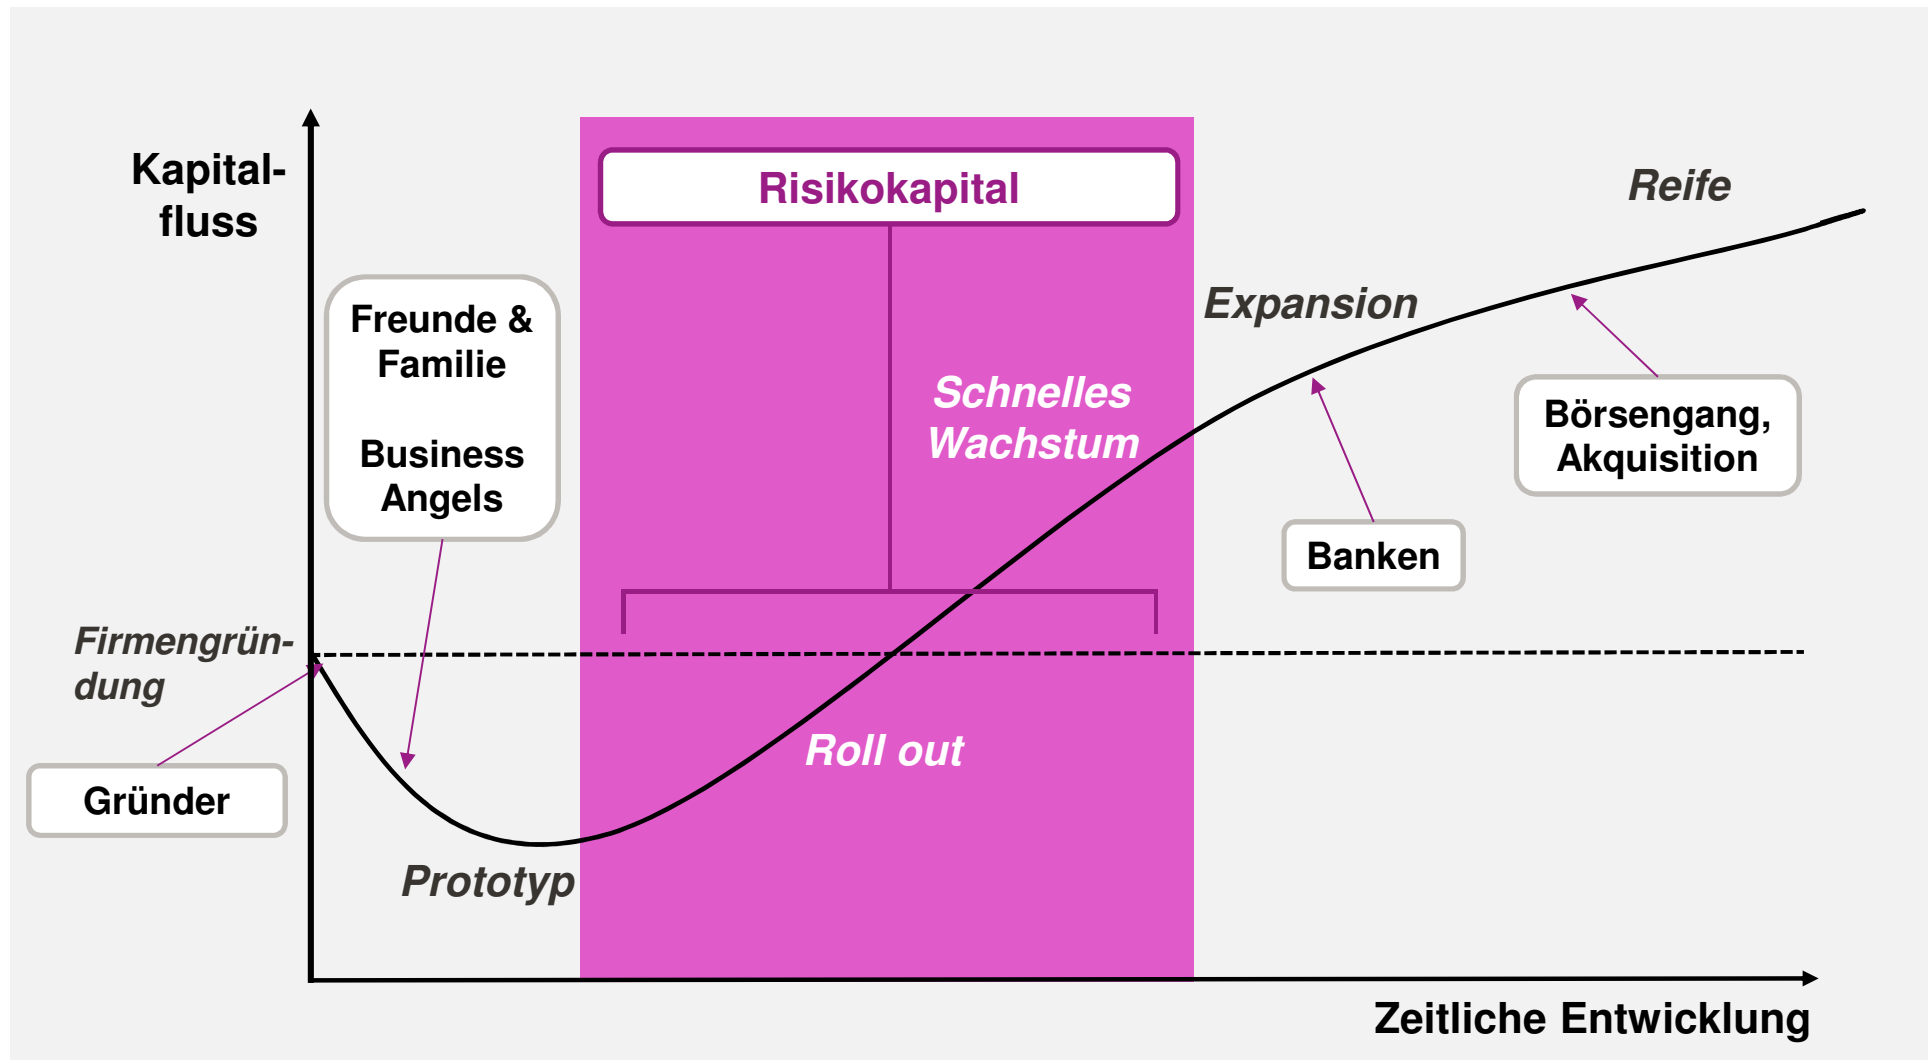 Kapital-
fluss
Risikokapital
Reife
Freunde &
Familie
Business
Angels
Expansion
Schnelles
Wachstum
Börsengang,
Akquisition
Banken
Firmengrün-
dung
Roll out
Gründer
Prototyp
Zeitliche Entwicklung